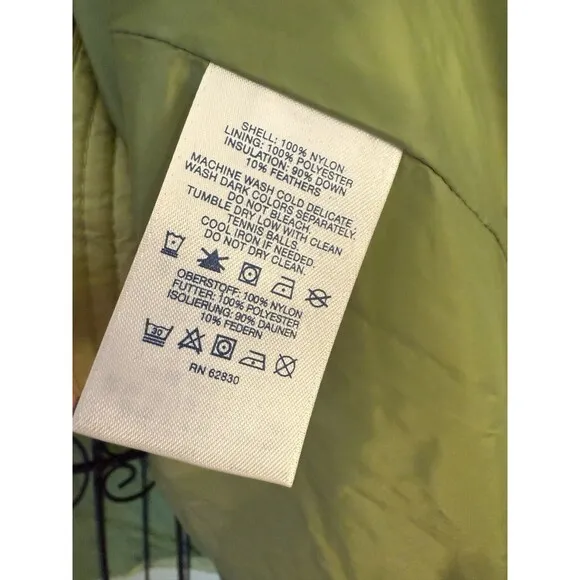 SHELL: 100% NYLON
LINING: 100% POLYESTER
INSULATION: 90% DOWN
10% FEATHERS
MACHINE WASH COLD DELICATE.
WASH DARK COLORS SEPARATELY.
DO NOT BLEACH.
TUMBLE DRY LOW WITH CLEAN
TENNIS BALLS.
COOL IRON IF NEEDED.
DO NOT DRY CLEAN.
OBERSTOFF: 100% NYLON
FUTTER: 100% POLYESTER
ISOLIERUNG: 90% DAUNEN
10% FEDERN
30
RN 62830